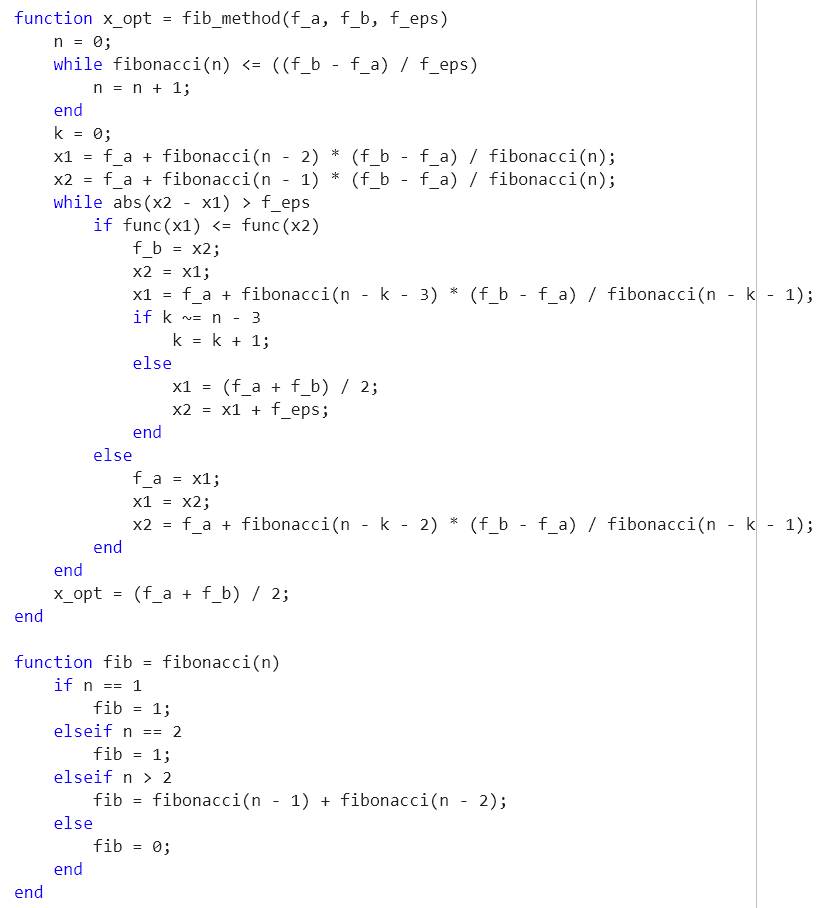 function x_opt = fib_method(f_a, f_b, f_eps)
    n = 0;
    while fibonacci(n) <= ((f_b - f_a) / f_eps)
        n = n + 1;
    end
    k = 0;
    x1 = f_a + fibonacci(n - 2) * (f_b - f_a) / fibonacci(n);
    x2 = f_a + fibonacci(n - 1) * (f_b - f_a) / fibonacci(n);
    while abs(x2 - x1) > f_eps
        if func(x1) <= func(x2)
            f_b = x2;
            x2 = x1;
            x1 = f_a + fibonacci(n - k - 3) * (f_b - f_a) / fibonacci(n - k - 1);
            if k ~= n - 3
                k = k + 1;
            else
                x1 = (f_a + f_b) / 2;
                x2 = x1 + f_eps;
            end
        else
            f_a = x1;
            x1 = x2;
            x2 = f_a + fibonacci(n - k - 2) * (f_b - f_a) / fibonacci(n - k - 1);
        end
    end
    x_opt = (f_a + f_b) / 2;
end

function fib = fibonacci(n)
    if n == 1
        fib = 1;
    elseif n == 2
        fib = 1;
    elseif n > 2
        fib = fibonacci(n - 1) + fibonacci(n - 2);
    else
        fib = 0;
    end
end